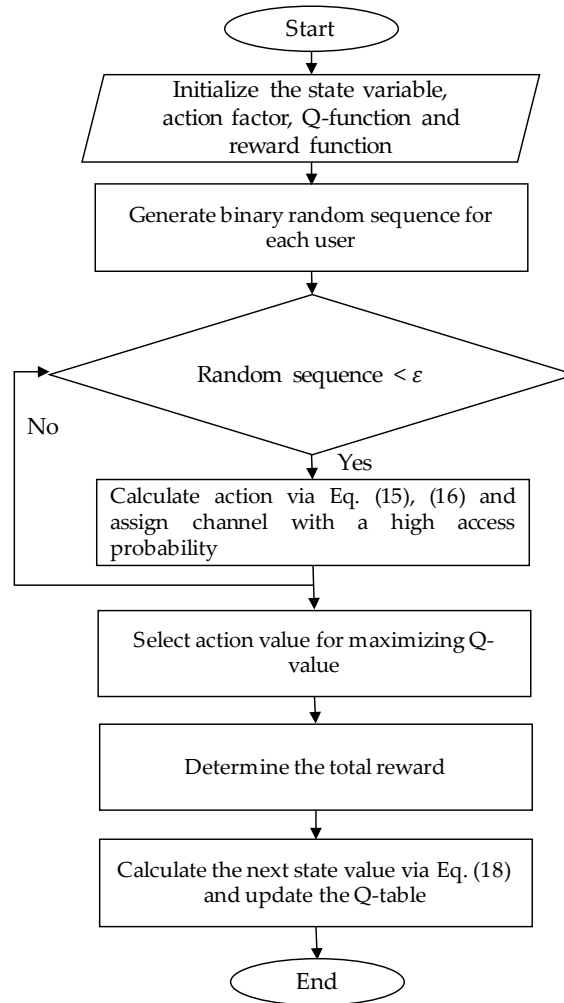 Start
Initialize the state variable,
action factor, Q-function and
reward function
Generate binary random sequence for
each user
Random sequence < ε
No
Yes
Calculate action via Eq. (15), (16) and
assign channel with a high access
probability
Select action value for maximizing Q-
value
Determine the total reward
Calculate the next state value via Eq. (18)
and update the Q-table
End